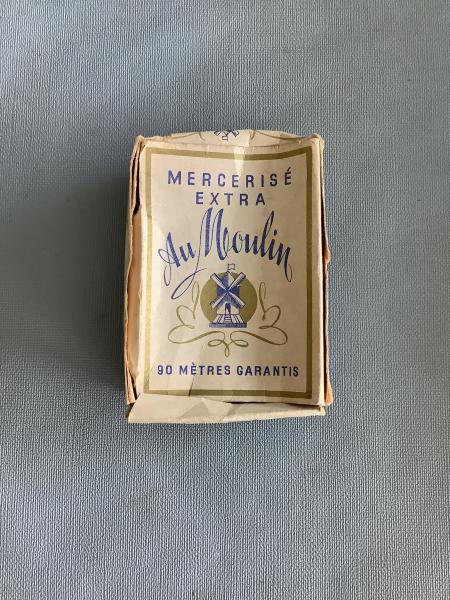 MERCERISÉ
EXTRA
Au Moulin
90 MÈTRES GARANTIS